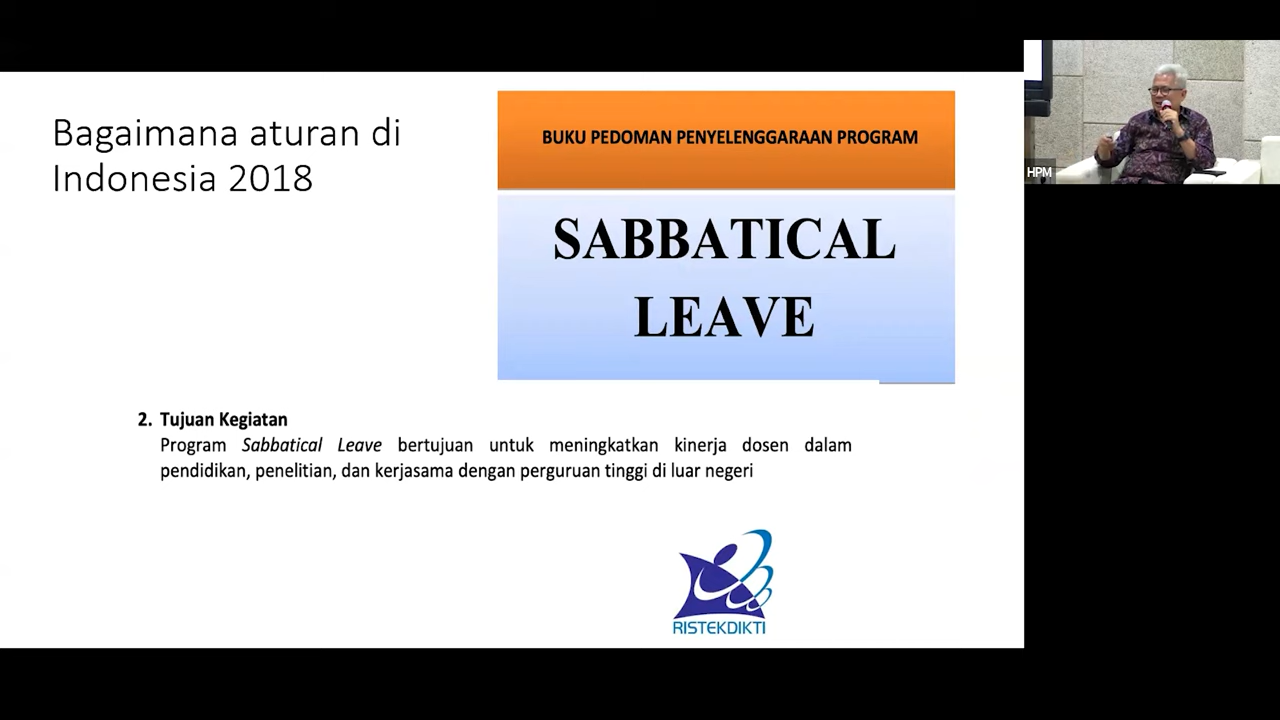 Bagaimana aturan di
Indonesia 2018
BUKU PEDOMAN PENYELENGGARAAN PROGRAM
SABBATICAL
LEAVE
2. Tujuan Kegiatan
Program Sabbatical Leave bertujuan untuk meningkatkan kinerja dosen dalam
pendidikan, penelitian, dan kerjasama dengan perguruan tinggi di luar negeri
RISTEKDIKTI
HPM